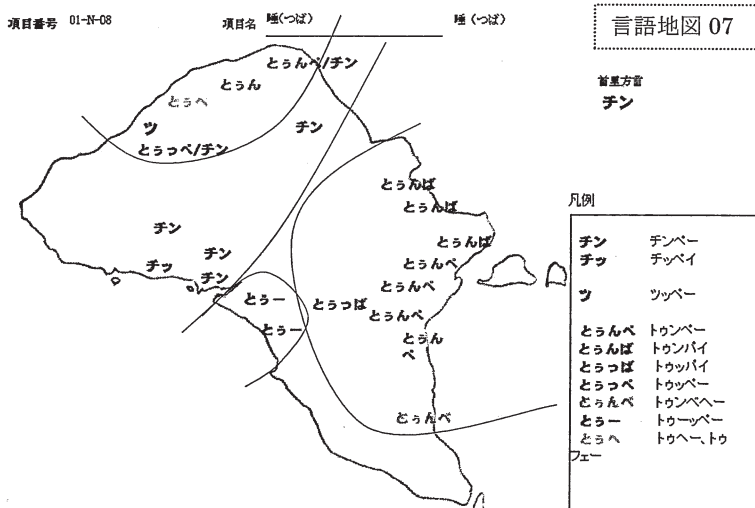 項目番号 01-N-08
項目名 唾(つば)
唾(つば)
言語地図 07
首里方言
チン
とぅんべ/チン
とぅん
とぅへ
ツ
チン
とぅっべ/チン
とぅんば
とぅんば
チン
チン
とぅんば
チッ
チン
とぅんべ
とぅー
とぅっば
とぅんべ
とぅんべ
とぅー
とぅん
べ
とぅんべ
凡例
チン チンペー
チッ チッペイ
ツ ツッペー
とぅんべ トゥンペー
とぅんば トゥンパイ
とぅっば トゥッパイ
とぅっべ トゥッペー
とぅんべ トゥンベヘー
とぅー トゥーッペー
とぅへ トゥヘー、トゥ
フェー